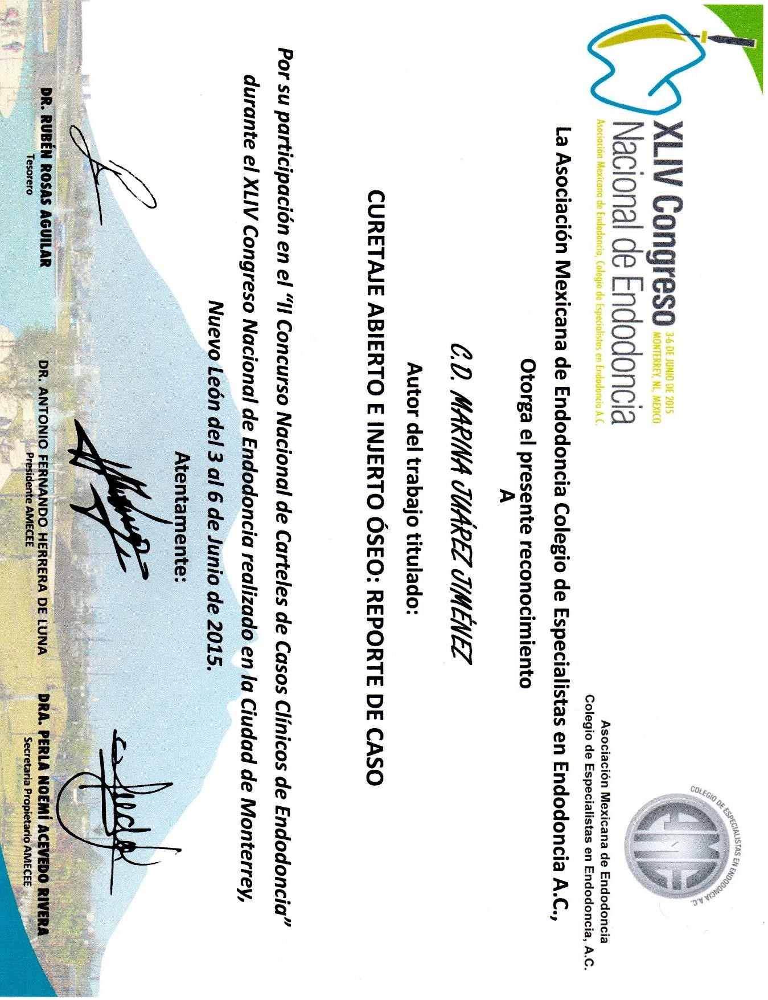 XLIV Congreso
3-6 DE JUNIO DE 2015
MONTERREY, NL, MEXICO
Nacional de Endodoncia
Asociación Mexicana de Endodoncia, Colegio de Especialistas en Endodoncia A.C.
COLEGIO DE ESPECIALISTAS EN ENDODONCIA A.C.
AME
Asociación Mexicana de Endodoncia
Colegio de Especialistas en Endodoncia, A.C.
La Asociación Mexicana de Endodoncia Colegio de Especialistas en Endodoncia A.C.,
Otorga el presente reconocimiento
A
C.D. MARINA JUÁREZ JIMÉNEZ
Autor del trabajo titulado:
CURETAJE ABIERTO E INJERTO ÓSEO: REPORTE DE CASO
Por su participación en el “II Concurso Nacional de Carteles de Casos Clínicos de Endodoncia”
durante el XLIV Congreso Nacional de Endodoncia realizado en la Ciudad de Monterrey,
Nuevo León del 3 al 6 de Junio de 2015.
Atentamente:
DR. RUBÉN ROSAS AGUILAR
Tesorero
DR. ANTONIO FERNANDO HERRERA DE LUNA
Presidente AMECEE
DRA. PERLA NOEMÍ ACEVEDO RIVERA
Secretaria Propietario AMECEE